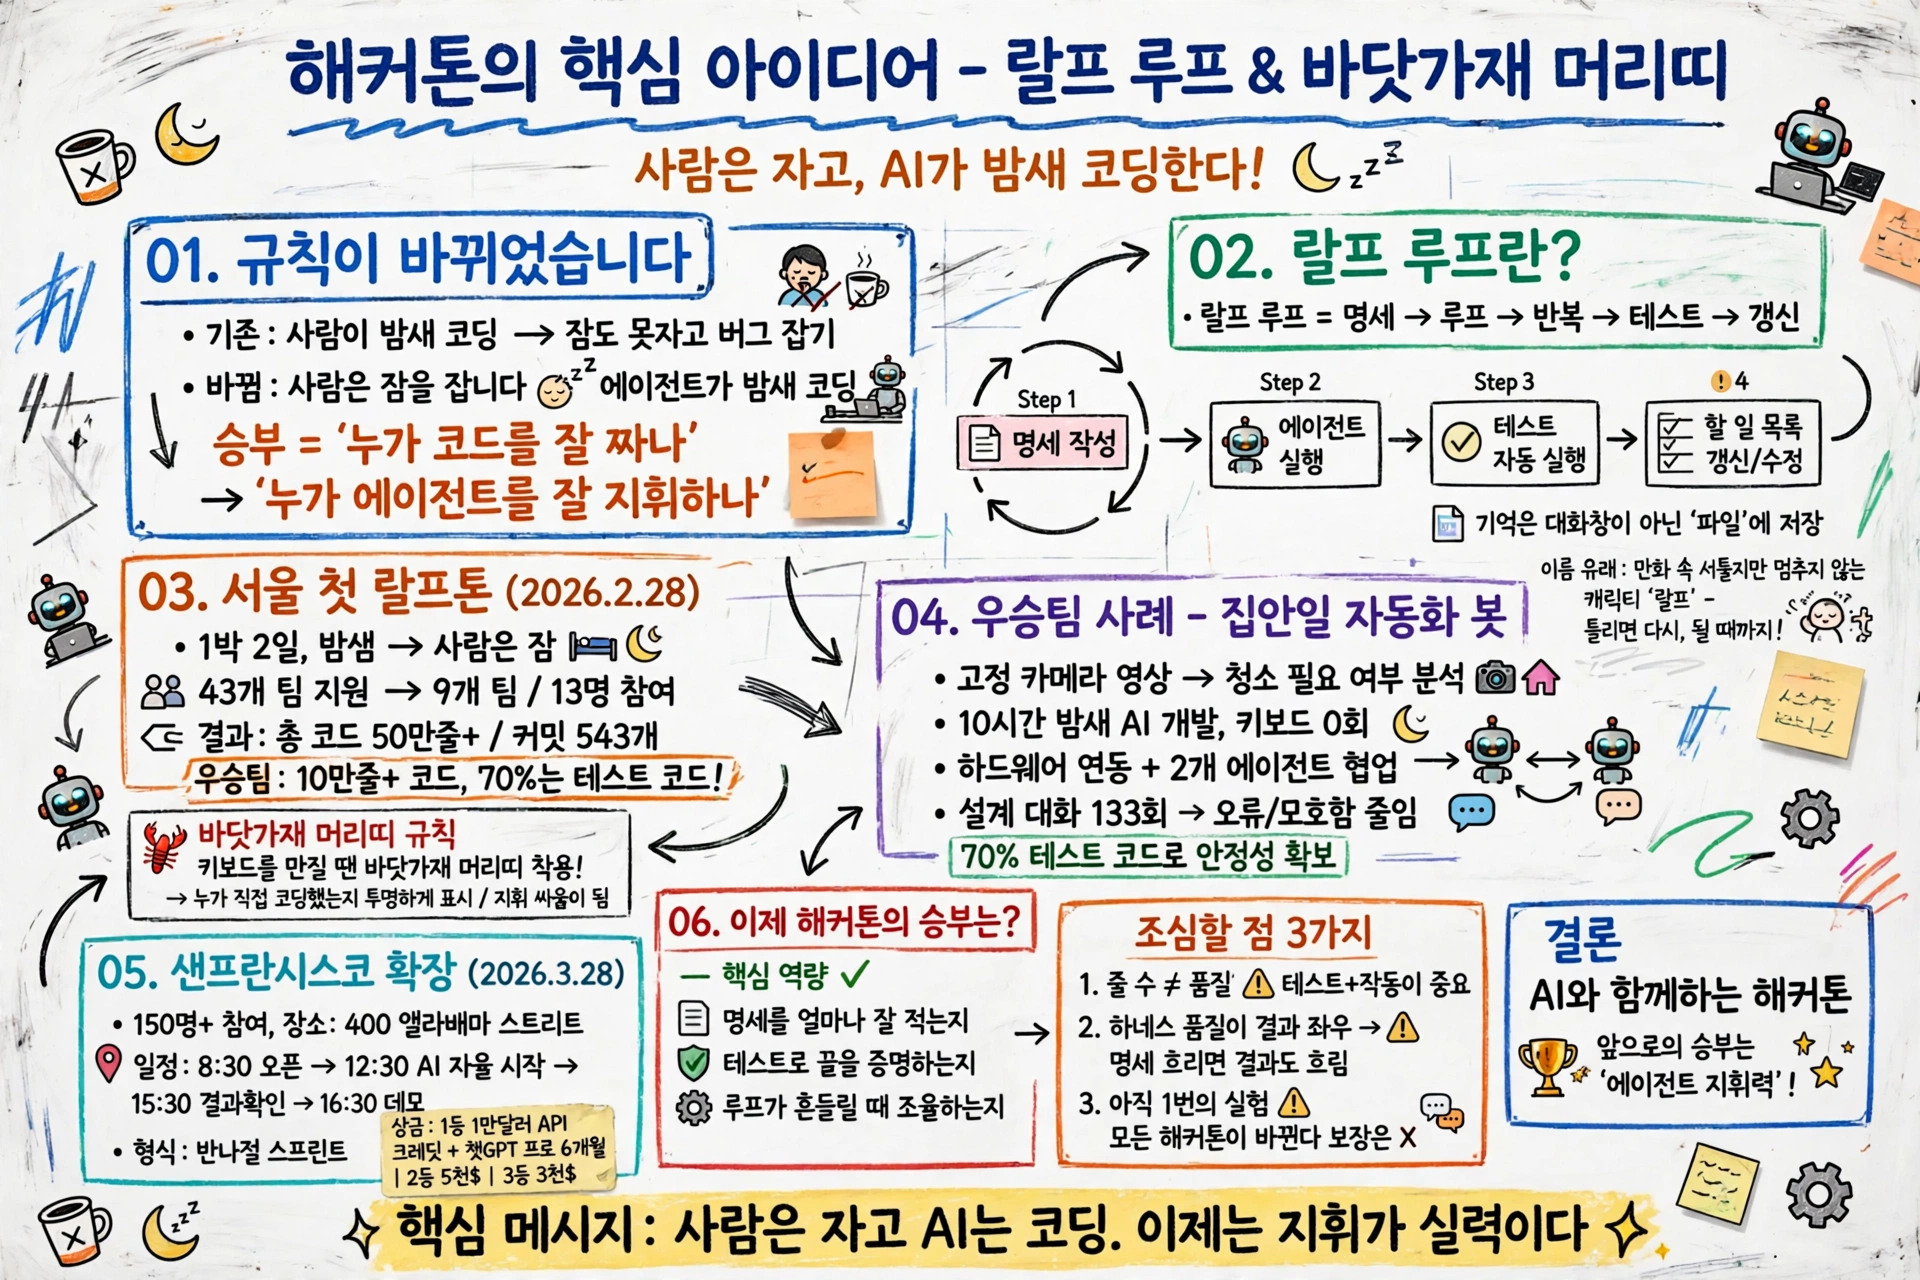 해커톤의 핵심 아이디어 - 랄프 루프 & 바닷가재 머리띠
사람은 자고, AI가 밤새 코딩한다!
zzZ
01. 규칙이 바뀌었습니다
• 기존 : 사람이 밤새 코딩 → 잠도 못자고 버그 잡기
• 바뀜 : 사람은 잠을 잡니다 zzZ 에이전트가 밤새 코딩
승부 = ‘누가 코드를 잘 짜나’
→ ‘누가 에이전트를 잘 지휘하나’
02. 랄프 루프란?
• 랄프 루프 = 명세 → 루프 → 반복 → 테스트 → 갱신
Step 1
명세 작성
Step 2
에이전트
실행
Step 3
테스트
자동 실행
! 4
할 일 목록
갱신/수정
기억은 대화창이 아닌 ‘파일’에 저장
이름 유래 : 만화 속 서툴지만 멈추지 않는
캐릭티 ‘랄프’ -
틀리면 다시, 될 때까지!
03. 서울 첫 랄프톤 (2026.2.28)
• 1박 2일, 밤샘 → 사람은 잠
43개 팀 지원 → 9개 팀 / 13명 참여
결과 : 총 코드 50만줄+ / 커밋 543개
우승팀 : 10만줄+ 코드, 70%는 테스트 코드!
바닷가재 머리띠 규칙
키보드를 만질 땐 바닷가재 머리띠 착용!
→ 누가 직접 코딩했는지 투명하게 표시 / 지휘 싸움이 됨
04. 우승팀 사례 - 집안일 자동화 봇
• 고정 카메라 영상 → 청소 필요 여부 분석
• 10시간 밤새 AI 개발, 키보드 0회
• 하드웨어 연동 + 2개 에이전트 협업
• 설계 대화 133회 → 오류/모호함 줄임
70% 테스트 코드로 안정성 확보
05. 샌프란시스코 확장 (2026.3.28)
• 150명+ 참여, 장소: 400 앨라배마 스트리트
일정 : 8:30 오픈 → 12:30 AI 자율 시작 →
15:30 결과확인 → 16:30 데모
• 형식 : 반나절 스프린트
상금 : 1등 1만달러 API
크레딧 + 챗GPT 프로 6개월
| 2등 5천$ | 3등 3천$
06. 이제 해커톤의 승부는?
— 핵심 역량 ✓
명세를 얼마나 잘 적는지
테스트로 끌을 증명하는지
루프가 흔들릴 때 조율하는지
조심할 점 3가지
1. 줄 수 ≠ 품질 테스트+작동이 중요
2. 하네스 품질이 결과 좌우 →
명세 흐리면 결과도 흐림
3. 아직 1번의 실험
모든 해커톤이 바뀐다 보장은 X
결론
AI와 함께하는 해커톤
앞으로의 승부는
‘에이전트 지휘력’ !
zzZ
핵심 메시지 : 사람은 자고 AI는 코딩. 이제는 지휘가 실력이다